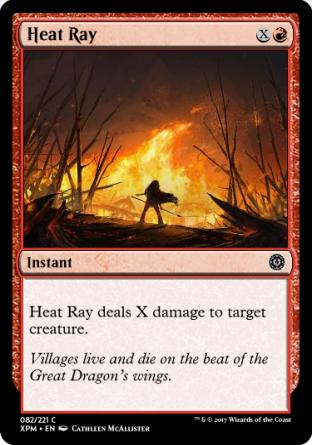 Heat Ray X R
Instant
Heat Ray deals X damage to target
creature.
Villages live and die on the beat of the
Great Dragon's wings.
082/221 C
XPM • EN CATHLEEN MCALLISTER
™ & © 2017 Wizards of the Coast